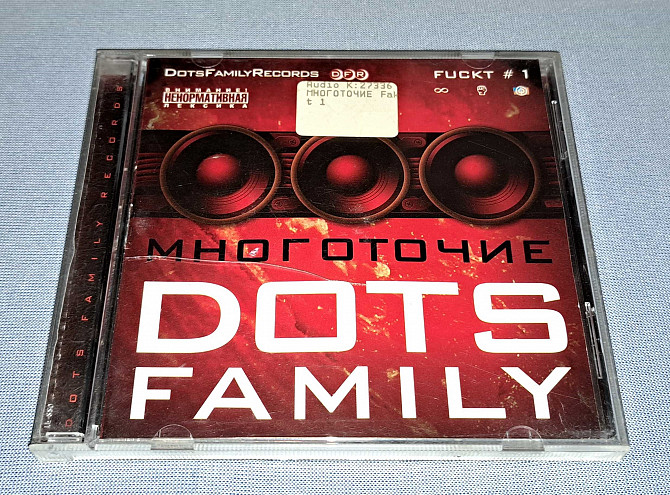 DOTSFAMILYRECORDS DFR
FUCKT # 1
ВНИМАНИЕ!
НЕНОРМАТИВНАЯ
ЛЕКСИКА
Audio K:27336
МНОГОТОЧИЕ Fak
t 1
МНОГОТОЧИЕ
DOTS
FAMILY
DOTS FAMILY RECORDS